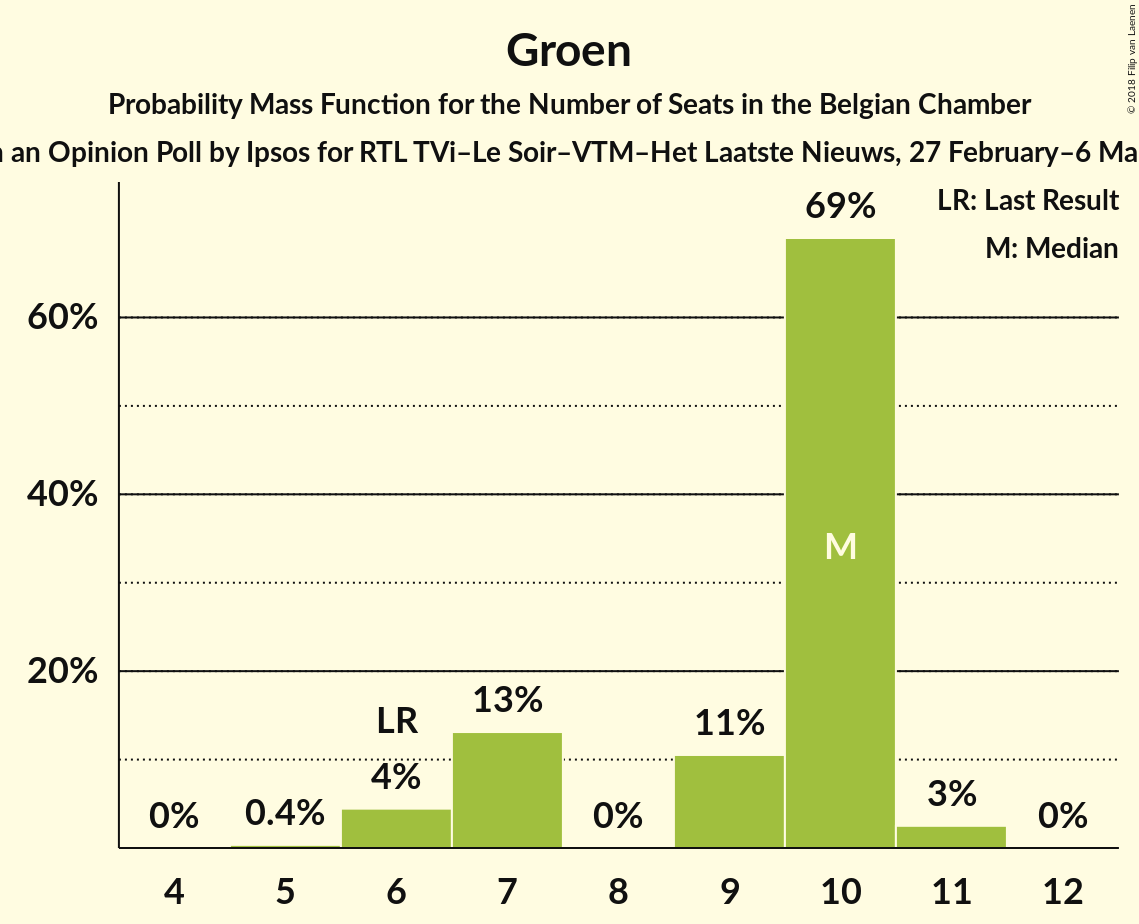 Groen
Probability Mass Function for the Number of Seats in the Belgian Chamber
an Opinion Poll by Ipsos for RTL TVi–Le Soir–VTM–Het Laatste Nieuws, 27 February–6 Ma
© 2018 Filip van Laenen
LR: Last Result
M: Median
60%
40%
20%
0%
0.4%
LR
4%
13%
0%
11%
69%
M
3%
0%
4 5 6 7 8 9 10 11 12